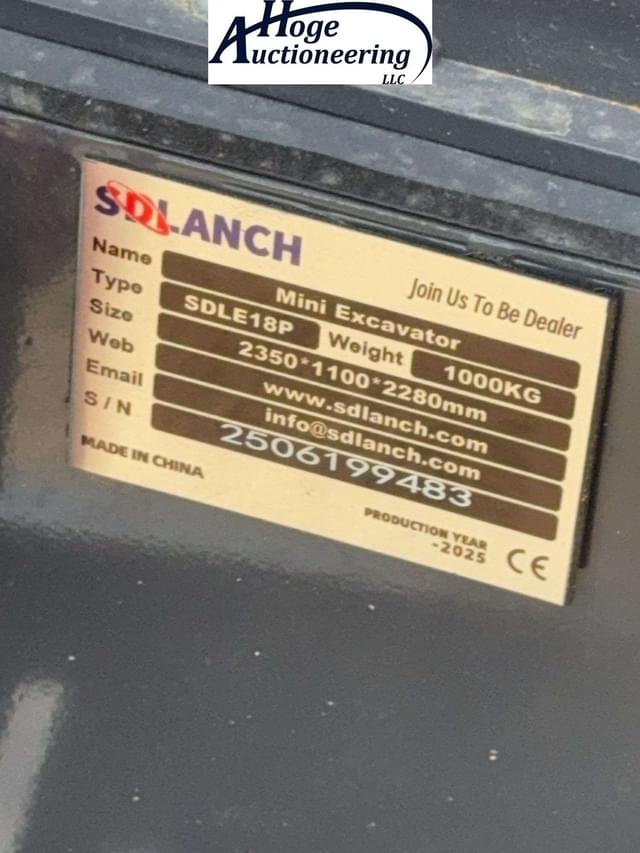 Hoge
Auctioneering
LLC
SDLANCH
Join Us To Be Dealer
Name Mini Excavator
Type SDLE18P Weight 1000KG
Size 2350*1100*2280mm
Web www.sdlanch.com
Email info@sdlanch.com
S/N 2506199483
MADE IN CHINA
PRODUCTION YEAR
-2025
CE